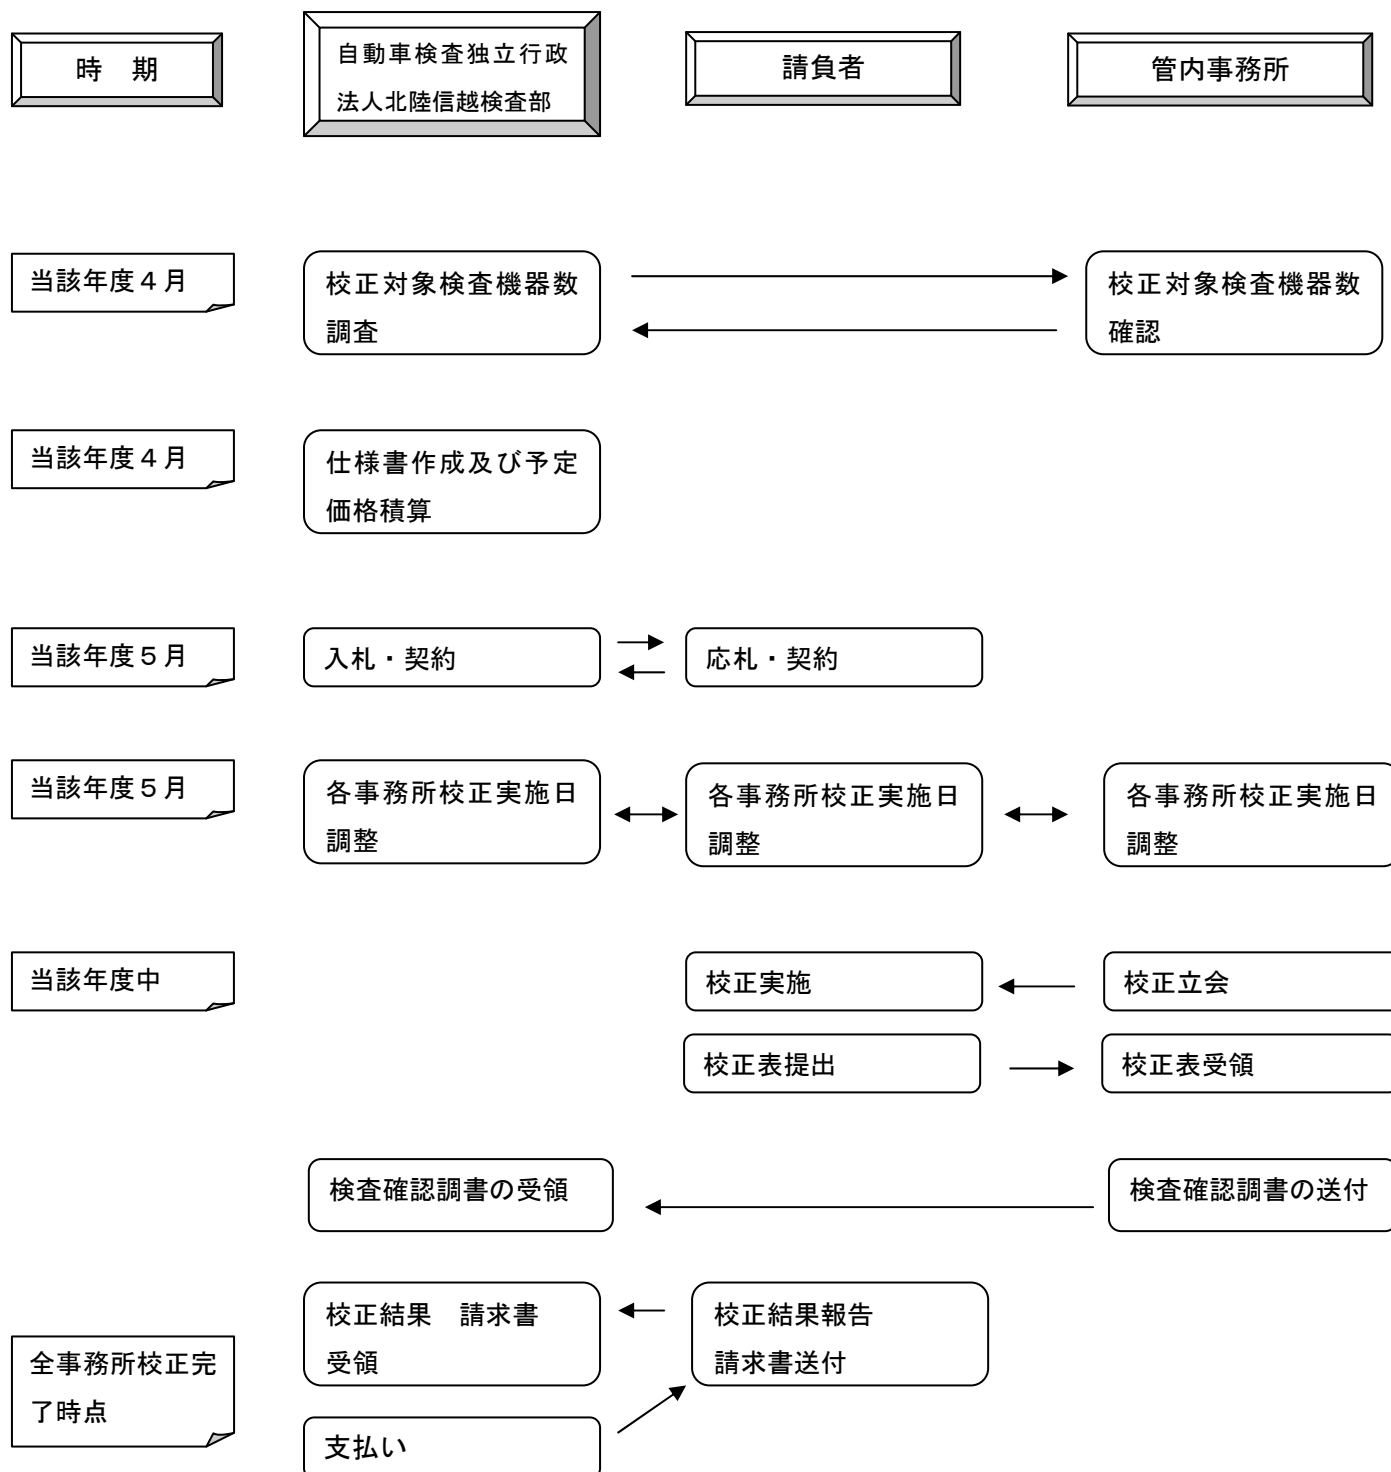 時　期
自動車検査独立行政
法人北陸信越検査部
請負者
管内事務所
当該年度４月
校正対象検査機器数
調査
校正対象検査機器数
確認
当該年度４月
仕様書作成及び予定
価格積算
当該年度５月
入札・契約
応札・契約
当該年度５月
各事務所校正実施日
調整
各事務所校正実施日
調整
各事務所校正実施日
調整
当該年度中
校正実施
校正立会
校正表提出
校正表受領
検査確認調書の受領
検査確認調書の送付
校正結果　請求書
受領
校正結果報告
請求書送付
全事務所校正完
了時点
支払い